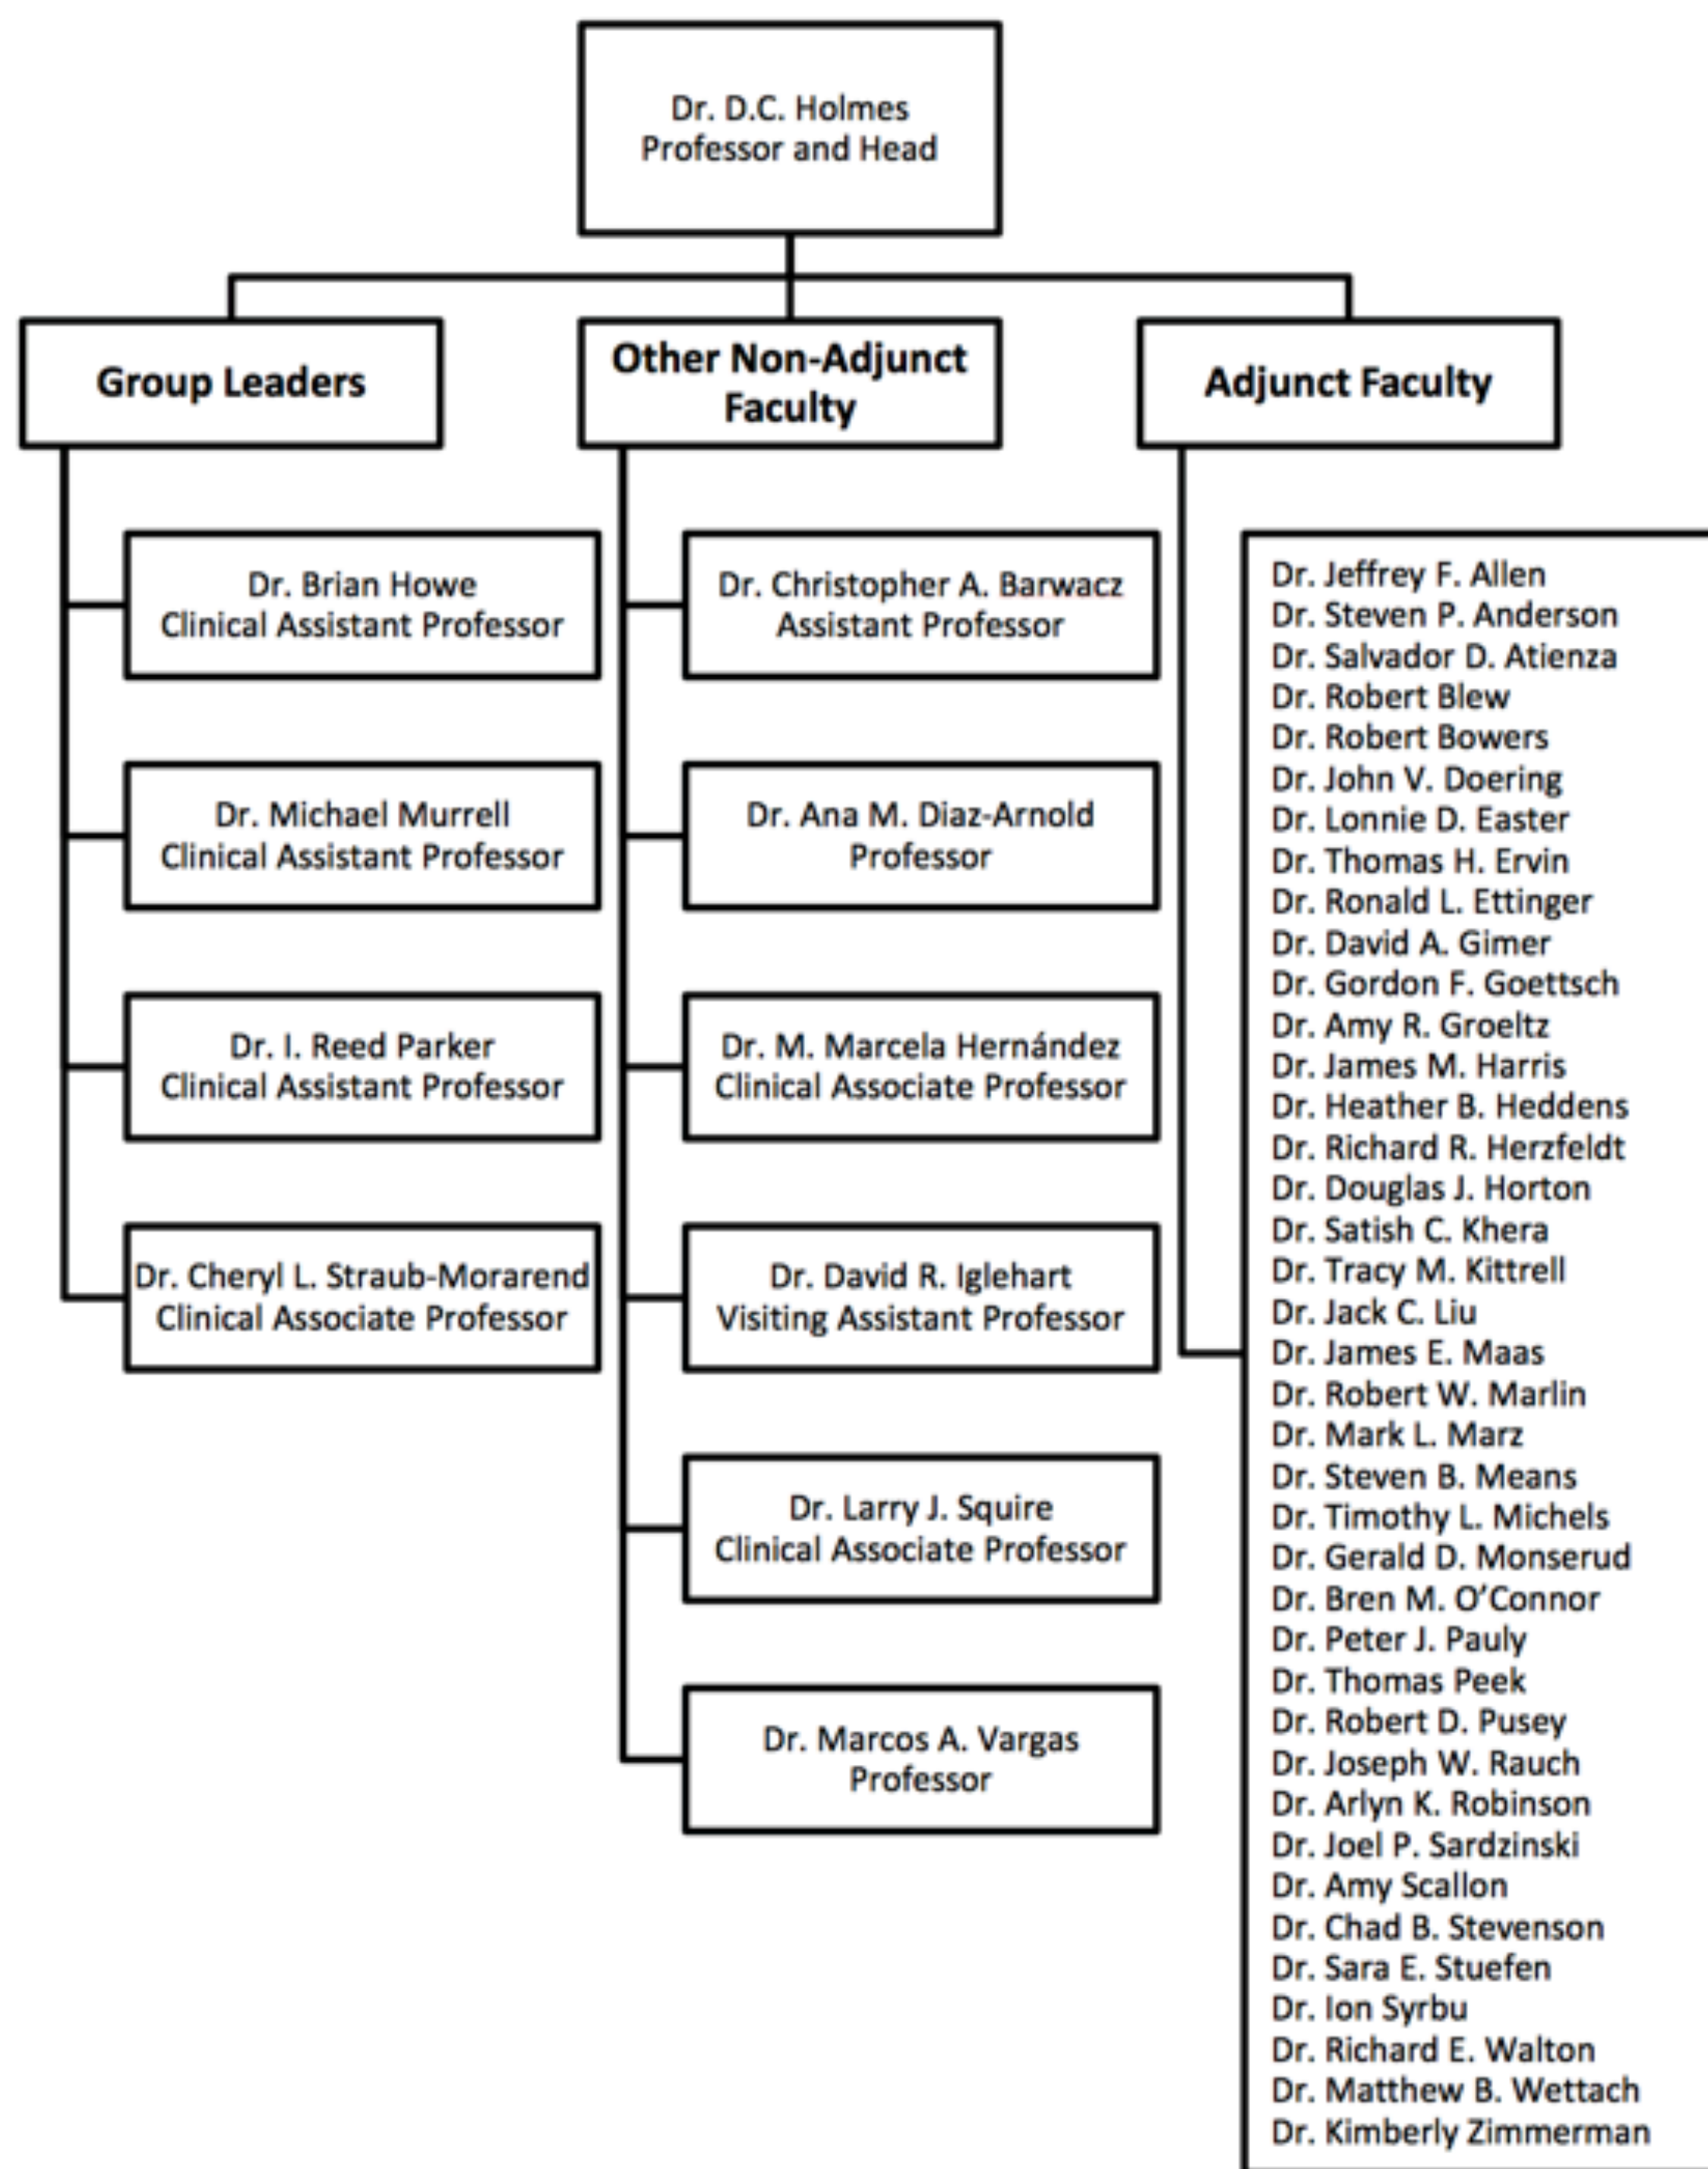 Dr. D.C. Holmes
Professor and Head
Group Leaders
Other Non-Adjunct
Faculty
Adjunct Faculty
Dr. Brian Howe
Clinical Assistant Professor
Dr. Michael Murrell
Clinical Assistant Professor
Dr. I. Reed Parker
Clinical Assistant Professor
Dr. Cheryl L. Straub-Morarend
Clinical Associate Professor
Dr. Christopher A. Barwacz
Assistant Professor
Dr. Ana M. Diaz-Arnold
Professor
Dr. M. Marcela Hernández
Clinical Associate Professor
Dr. David R. Iglehart
Visiting Assistant Professor
Dr. Larry J. Squire
Clinical Associate Professor
Dr. Marcos A. Vargas
Professor
Dr. Jeffrey F. Allen
Dr. Steven P. Anderson
Dr. Salvador D. Atienza
Dr. Robert Blew
Dr. Robert Bowers
Dr. John V. Doering
Dr. Lonnie D. Easter
Dr. Thomas H. Ervin
Dr. Ronald L. Ettinger
Dr. David A. Gimer
Dr. Gordon F. Goettsch
Dr. Amy R. Groeltz
Dr. James M. Harris
Dr. Heather B. Heddens
Dr. Richard R. Herzfeldt
Dr. Douglas J. Horton
Dr. Satish C. Khera
Dr. Tracy M. Kittrell
Dr. Jack C. Liu
Dr. James E. Maas
Dr. Robert W. Marlin
Dr. Mark L. Marz
Dr. Steven B. Means
Dr. Timothy L. Michels
Dr. Gerald D. Monserud
Dr. Bren M. O’Connor
Dr. Peter J. Pauly
Dr. Thomas Peek
Dr. Robert D. Pusey
Dr. Joseph W. Rauch
Dr. Arlyn K. Robinson
Dr. Joel P. Sardzinski
Dr. Amy Scallon
Dr. Chad B. Stevenson
Dr. Sara E. Stuefen
Dr. Ion Syrbu
Dr. Richard E. Walton
Dr. Matthew B. Wettach
Dr. Kimberly Zimmerman